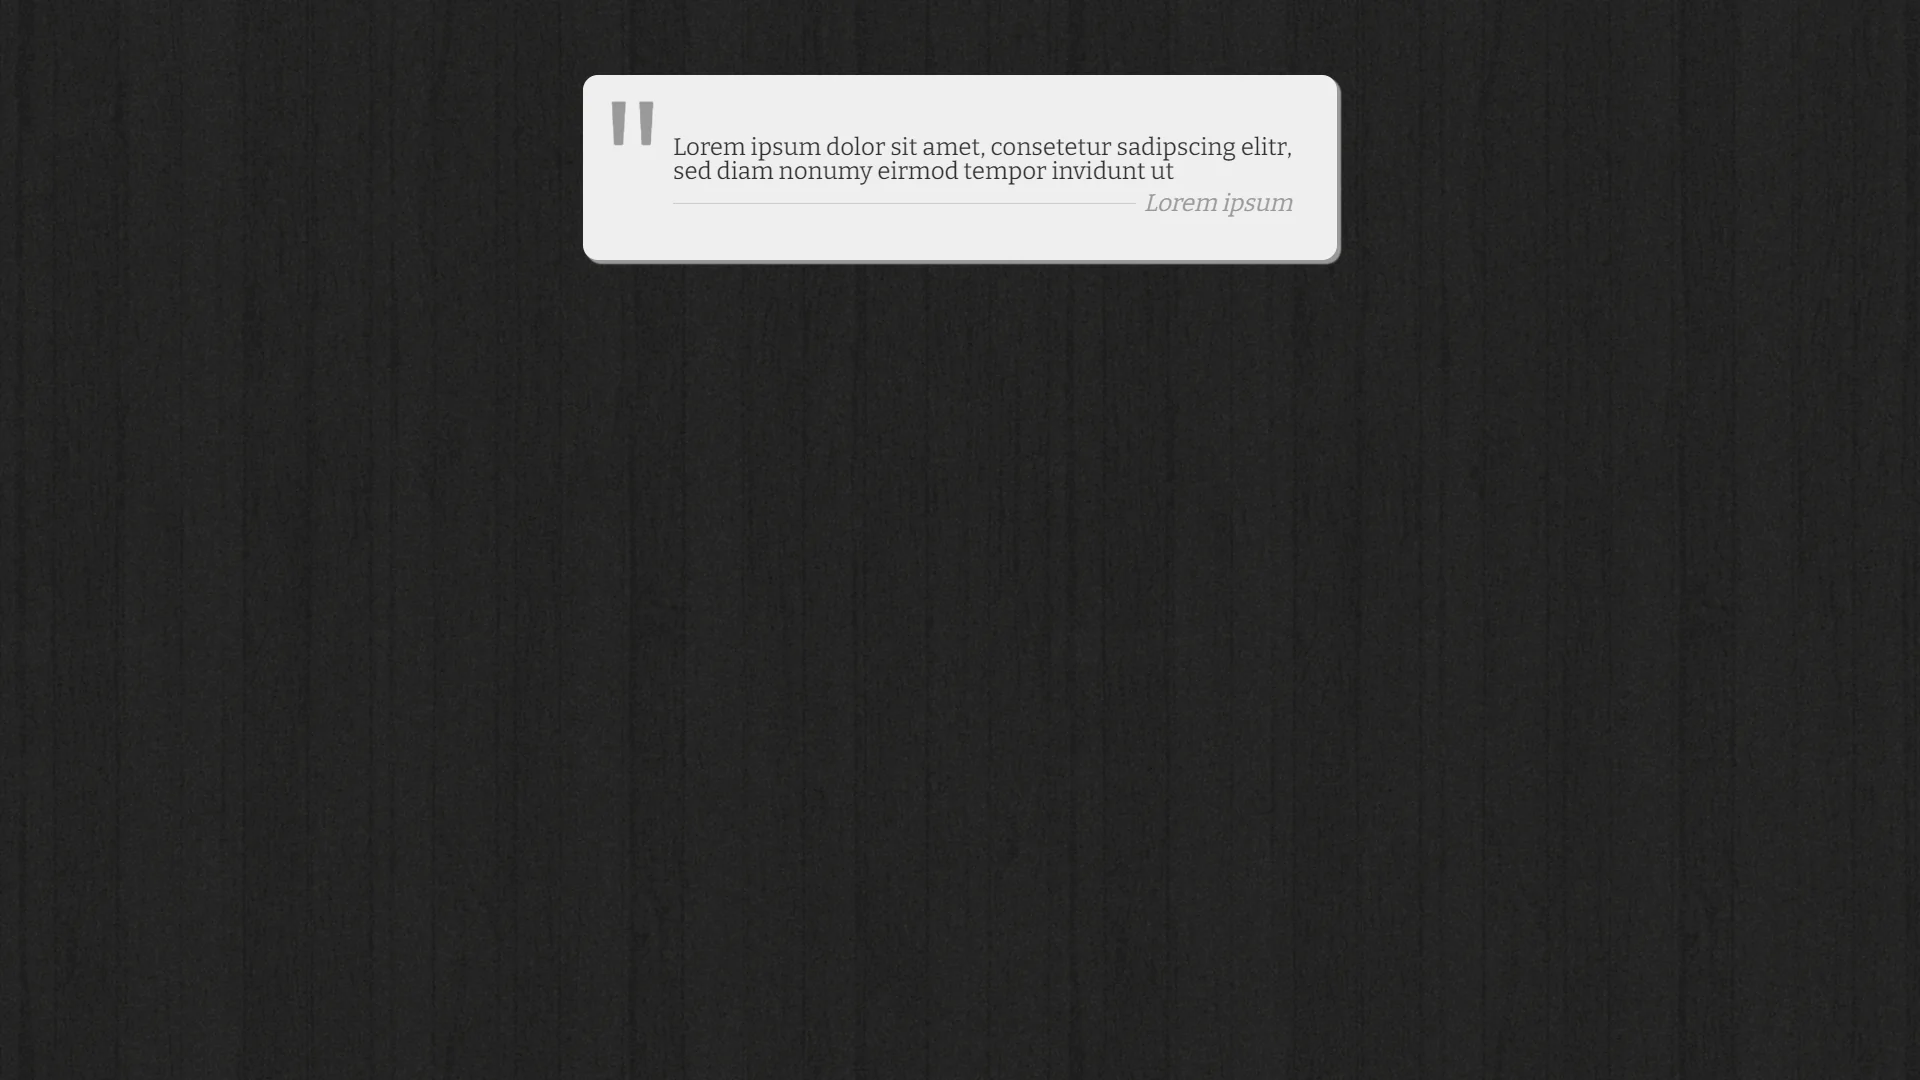 "
Lorem ipsum dolor sit amet, consetetur sadipscing elitr,
sed diam nonumy eirmod tempor invidunt ut
Lorem ipsum